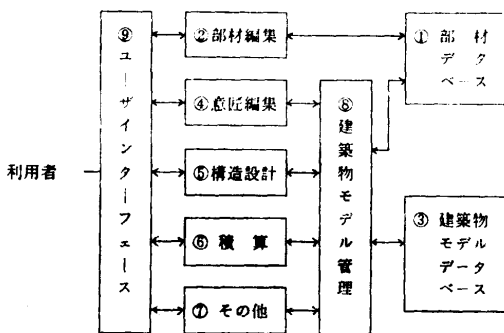 利用者
⑨ユーザインターフェース
②部材編集
④意匠編集
⑤構造設計
⑥積算
⑦その他
⑧建築物モデル管理
①部材
データ
ベース
③建築物
モデル
データ
ベース